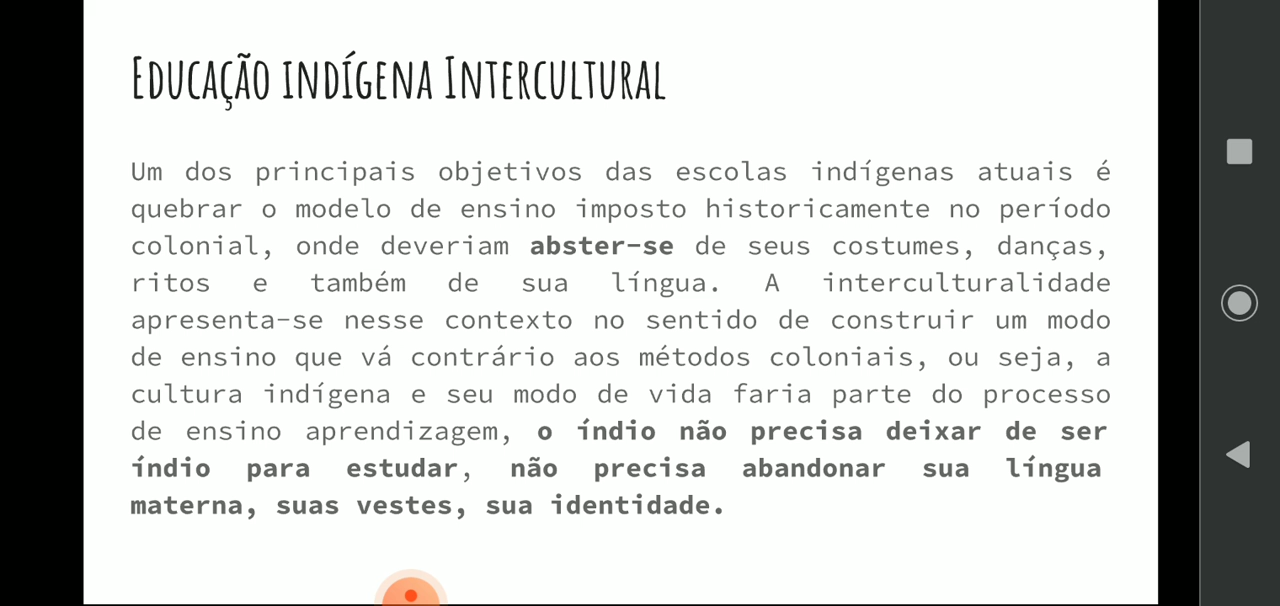 Educação indígena Intercultural
Um dos principais objetivos das escolas indígenas atuais é
quebrar o modelo de ensino imposto historicamente no período
colonial, onde deveriam abster-se de seus costumes, danças,
ritos e também de sua língua. A interculturalidade
apresenta-se nesse contexto no sentido de construir um modo
de ensino que vá contrário aos métodos coloniais, ou seja, a
cultura indígena e seu modo de vida faria parte do processo
de ensino aprendizagem, o índio não precisa deixar de ser
índio para estudar, não precisa abandonar sua língua
materna, suas vestes, sua identidade.